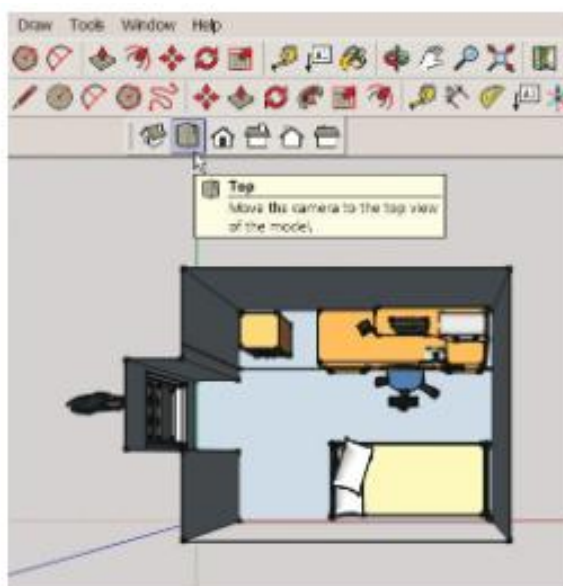 Draw Tools Window Help
Top
Move the camera to the top view
of the model.